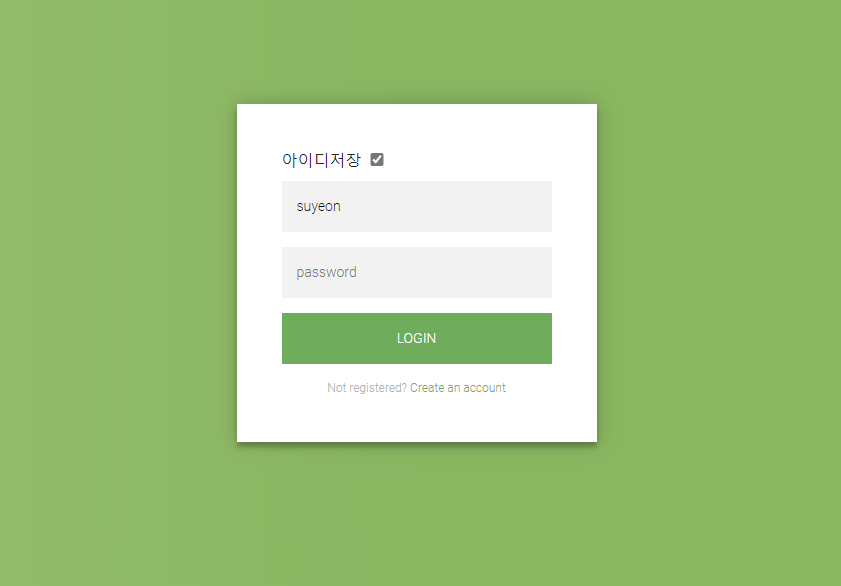 아이디저장
suyeon
password
LOGIN
Not registered? Create an account